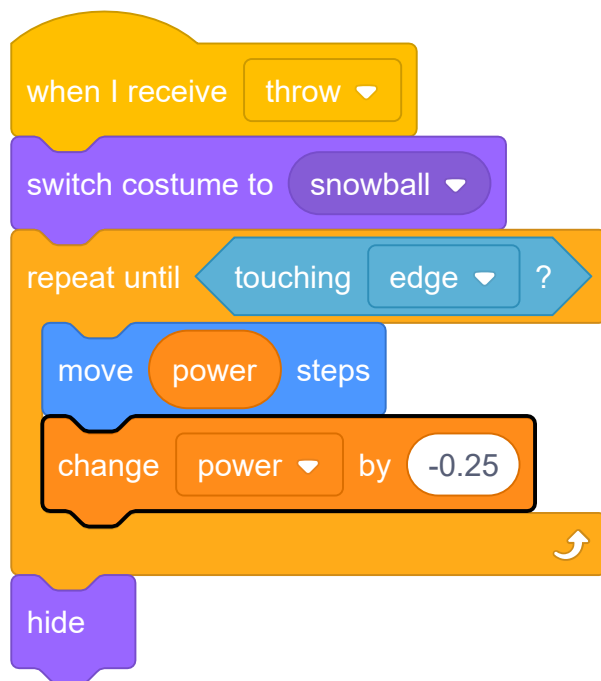 when I receive throw
switch costume to snowball
repeat until touching edge ?
move power steps
change power by -0.25
hide